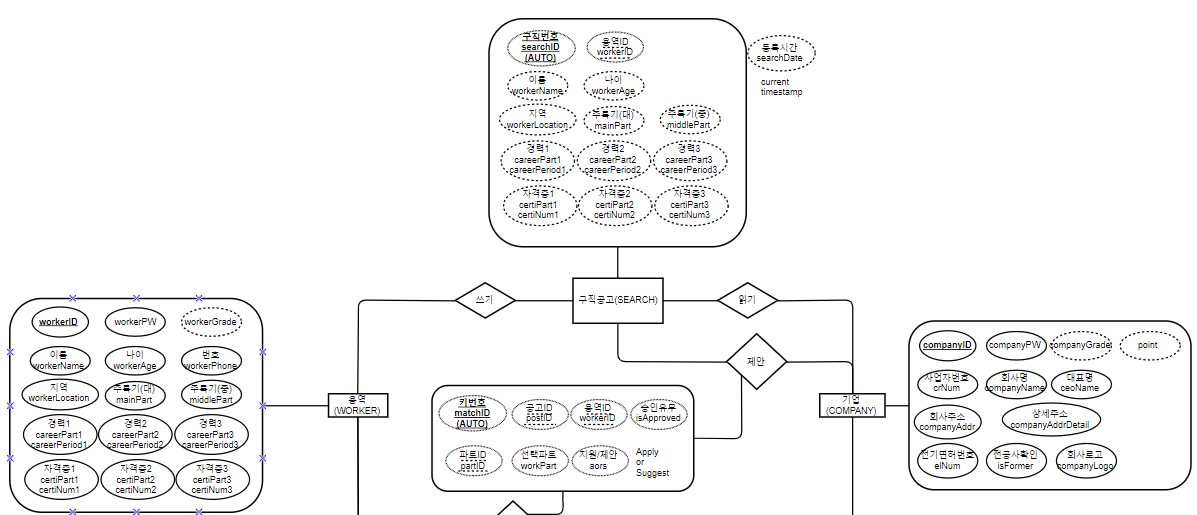 구직번호
searchID
(AUTO)
용역ID
workerID
등록시간
searchDate
current
timestamp
이름
workerName
나이
workerAge
지역
workerLocation
주특기(대)
mainPart
주특기(중)
middlePart
경력1
careerPart1
careerPeriod1
경력2
careerPart2
careerPeriod2
경력3
careerPart3
careerPeriod3
자격증1
certiPart1
certiNum1
자격증2
certiPart2
certiNum2
자격증3
certiPart3
certiNum3
쓰기
구직공고(SEARCH)
읽기
제안
workerID
workerPW
workerGrade
이름
workerName
나이
workerAge
번호
workerPhone
지역
workerLocation
주특기(대)
mainPart
주특기(중)
middlePart
경력1
careerPart1
careerPeriod1
경력2
careerPart2
careerPeriod2
경력3
careerPart3
careerPeriod3
자격증1
certiPart1
certiNum1
자격증2
certiPart2
certiNum2
자격증3
certiPart3
certiNum3
용역
(WORKER)
키번호
matchID
(AUTO)
공고ID
postID
용역ID
workerID
승인유무
isApproved
파트ID
partID
선택파트
workPart
지원/제안
aors
Apply
or
Suggest
기업
(COMPANY)
companyID
companyPW
companyGrade
point
사업자번호
crNum
회사명
companyName
대표명
ceoName
회사주소
companyAddr
상세주소
companyAddrDetail
전기면허번호
elNum
전공사확인
isFormer
회사로고
companyLogo